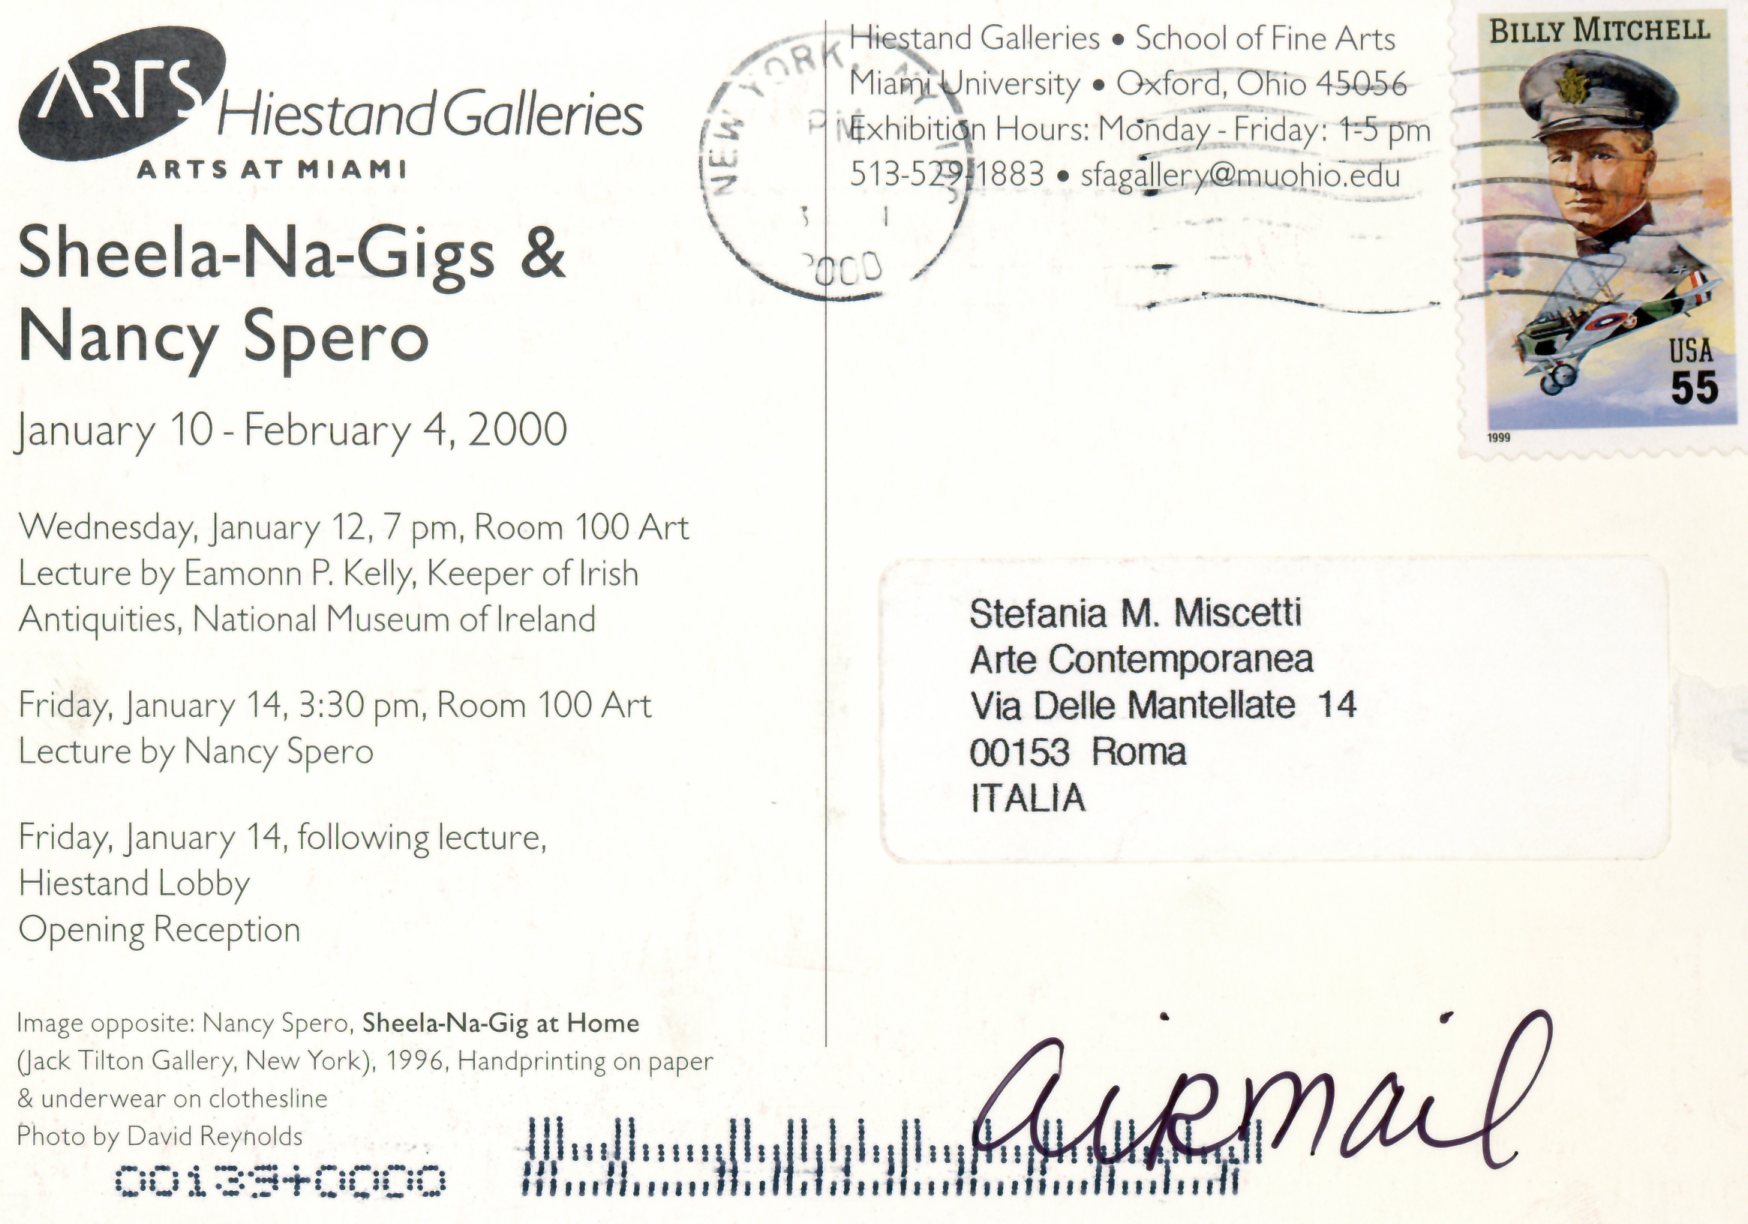 ARTS Hiestand Galleries
ARTS AT MIAMI
Sheela-Na-Gigs &
Nancy Spero
January 10 - February 4, 2000
Wednesday, January 12, 7 pm, Room 100 Art
Lecture by Eamonn P. Kelly, Keeper of Irish
Antiquities, National Museum of Ireland
Friday, January 14, 3:30 pm, Room 100 Art
Lecture by Nancy Spero
Friday, January 14, following lecture,
Hiestand Lobby
Opening Reception
Image opposite: Nancy Spero, Sheela-Na-Gig at Home
(Jack Tilton Gallery, New York), 1996, Handprinting on paper
& underwear on clothesline
Photo by David Reynolds
00139+0000
Hiestand Galleries • School of Fine Arts
Miami University • Oxford, Ohio 45056
Exhibition Hours: Monday - Friday: 1-5 pm
513-529-1883 • sfagallery@muohio.edu
NEW YORK, NY
PM
2000
BILLY MITCHELL
USA
55
1999
Stefania M. Miscetti
Arte Contemporanea
Via Delle Mantellate 14
00153 Roma
ITALIA
airmail